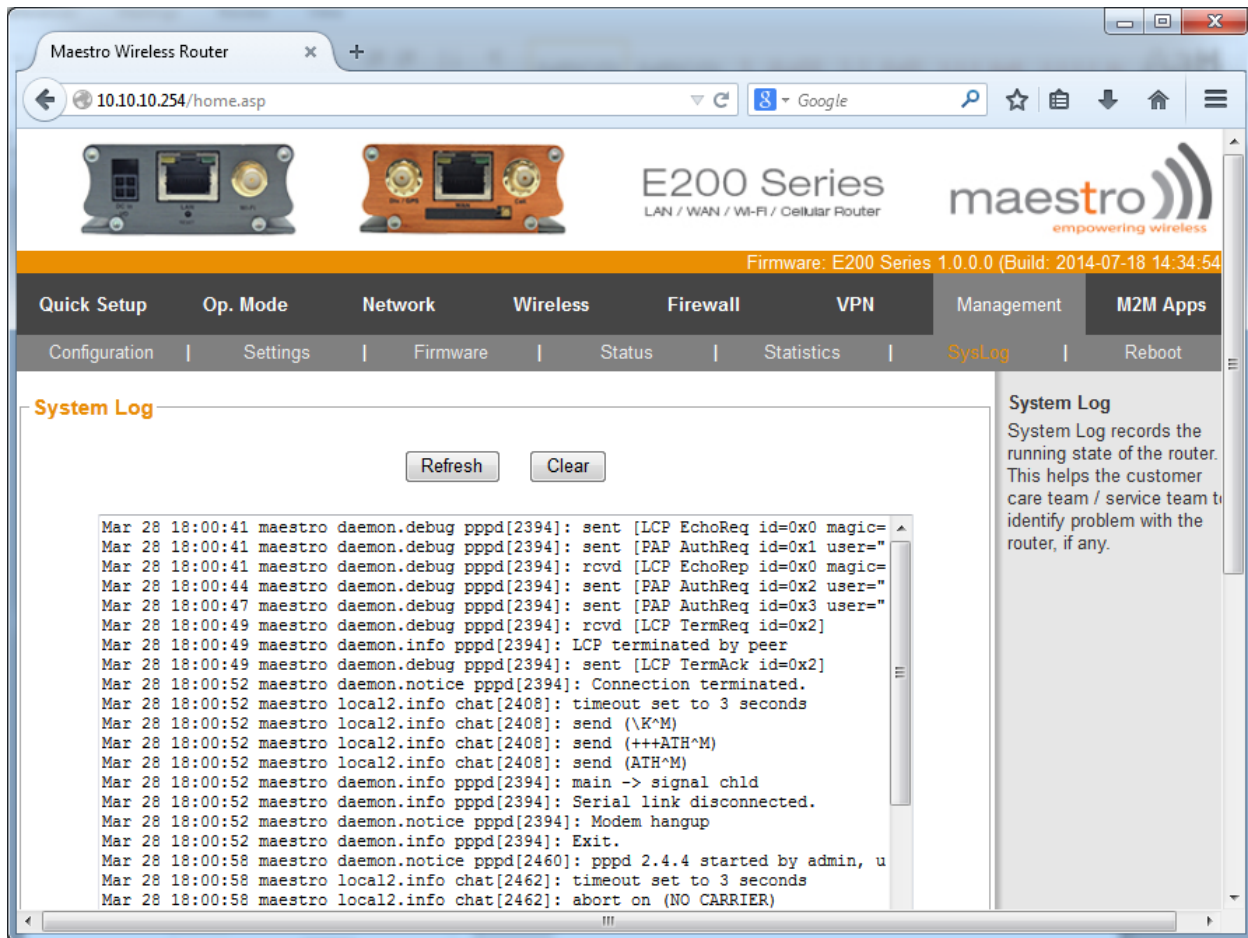 Maestro Wireless Router
10.10.10.254/home.asp
Google
E200 Series
LAN / WAN / WI-FI / Cellular Router
maestro
empowering wireless
Firmware: E200 Series 1.0.0.0 (Build: 2014-07-18 14:34:54
Quick Setup Op. Mode Network Wireless Firewall VPN Management M2M Apps
Configuration | Settings | Firmware | Status | Statistics | SysLog | Reboot
System Log
Refresh Clear
Mar 28 18:00:41 maestro daemon.debug pppd[2394]: sent [LCP EchoReq id=0x0 magic=
Mar 28 18:00:41 maestro daemon.debug pppd[2394]: sent [PAP AuthReq id=0x1 user="
Mar 28 18:00:41 maestro daemon.debug pppd[2394]: rcvd [LCP EchoRep id=0x0 magic=
Mar 28 18:00:44 maestro daemon.debug pppd[2394]: sent [PAP AuthReq id=0x2 user="
Mar 28 18:00:47 maestro daemon.debug pppd[2394]: sent [PAP AuthReq id=0x3 user="
Mar 28 18:00:49 maestro daemon.debug pppd[2394]: rcvd [LCP TermReq id=0x2]
Mar 28 18:00:49 maestro daemon.info pppd[2394]: LCP terminated by peer
Mar 28 18:00:49 maestro daemon.debug pppd[2394]: sent [LCP TermAck id=0x2]
Mar 28 18:00:52 maestro daemon.notice pppd[2394]: Connection terminated.
Mar 28 18:00:52 maestro local2.info chat[2408]: timeout set to 3 seconds
Mar 28 18:00:52 maestro local2.info chat[2408]: send (\K^M)
Mar 28 18:00:52 maestro local2.info chat[2408]: send (+++ATH^M)
Mar 28 18:00:52 maestro local2.info chat[2408]: send (ATH^M)
Mar 28 18:00:52 maestro daemon.info pppd[2394]: main -> signal chld
Mar 28 18:00:52 maestro daemon.info pppd[2394]: Serial link disconnected.
Mar 28 18:00:52 maestro daemon.notice pppd[2394]: Modem hangup
Mar 28 18:00:52 maestro daemon.info pppd[2394]: Exit.
Mar 28 18:00:58 maestro daemon.notice pppd[2460]: pppd 2.4.4 started by admin, u
Mar 28 18:00:58 maestro local2.info chat[2462]: timeout set to 3 seconds
Mar 28 18:00:58 maestro local2.info chat[2462]: abort on (NO CARRIER)
System Log
System Log records the
running state of the router.
This helps the customer
care team / service team to
identify problem with the
router, if any.